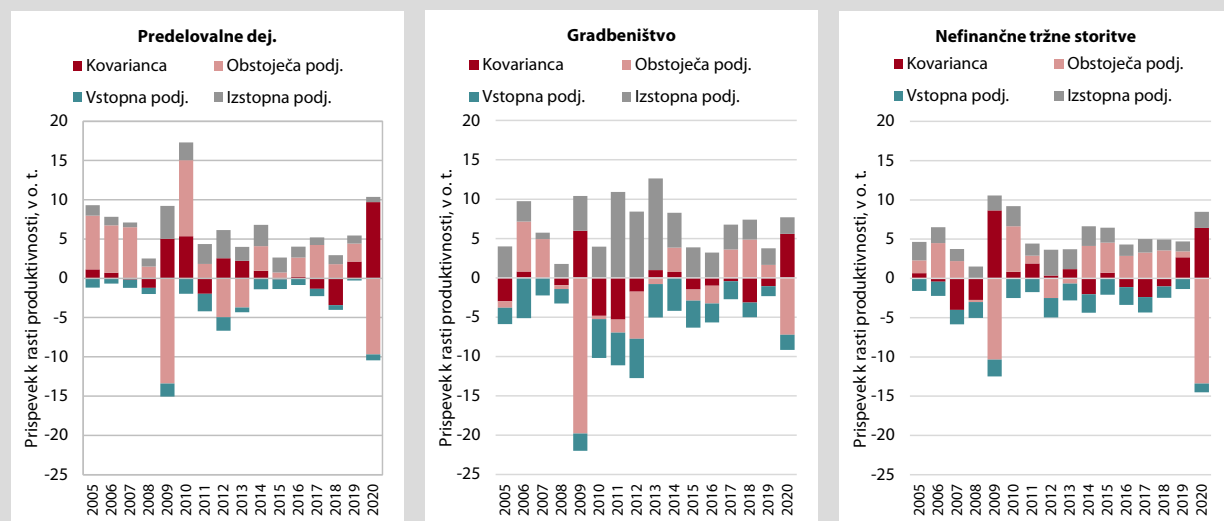 Predelovalne dej.
Kovarianca Obstoječa podj.
Vstopna podj. Izstopna podj.
Prispevek k rasti produktivnosti, v o. t.
20
15
10
5
0
-5
-10
-15
-20
-25
2005 2006 2007 2008 2009 2010 2011 2012 2013 2014 2015 2016 2017 2018 2019 2020
Gradbeništvo
Kovarianca Obstoječa podj.
Vstopna podj. Izstopna podj.
Prispevek k rasti produktivnosti, v o. t.
20
15
10
5
0
-5
-10
-15
-20
-25
2005 2006 2007 2008 2009 2010 2011 2012 2013 2014 2015 2016 2017 2018 2019 2020
Nefinančne tržne storitve
Kovarianca Obstoječa podj.
Vstopna podj. Izstopna podj.
Prispevek k rasti produktivnosti, v o. t.
20
15
10
5
0
-5
-10
-15
-20
-25
2005 2006 2007 2008 2009 2010 2011 2012 2013 2014 2015 2016 2017 2018 2019 2020